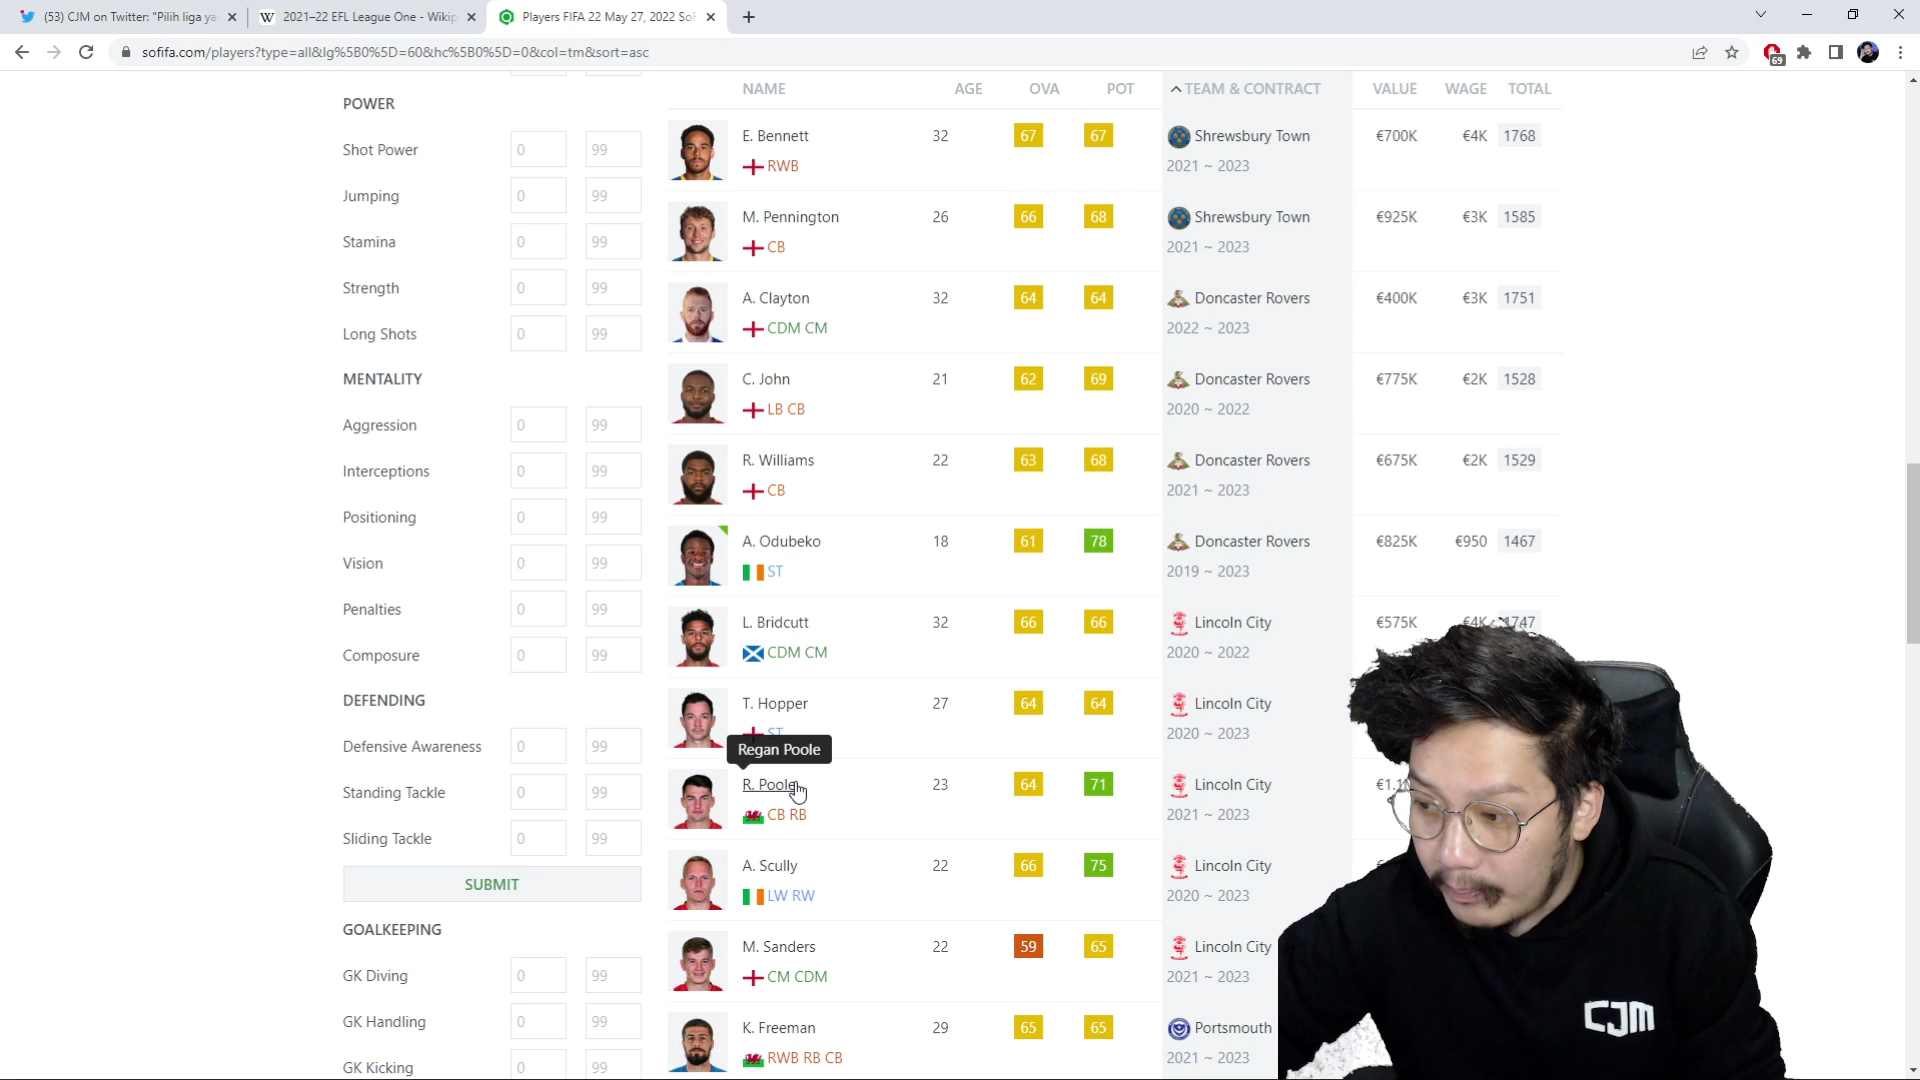 (53) CJM on Twitter: "Pilih liga ya
2021–22 EFL League One - Wikip
Players FIFA 22 May 27, 2022 SoF
sofifa.com/players?type=all&lg%5B0%5D=60&hc%5B0%5D=0&col=tm&sort=asc
69
POWER
Shot Power 0 99
Jumping 0 99
Stamina 0 99
Strength 0 99
Long Shots 0 99
MENTALITY
Aggression 0 99
Interceptions 0 99
Positioning 0 99
Vision 0 99
Penalties 0 99
Composure 0 99
DEFENDING
Defensive Awareness 0 99
Standing Tackle 0 99
Sliding Tackle 0 99
SUBMIT
GOALKEEPING
GK Diving 0 99
GK Handling 0 99
GK Kicking 0 99
NAME AGE OVA POT TEAM & CONTRACT VALUE WAGE TOTAL
E. Bennett 32 67 67 Shrewsbury Town €700K €4K 1768
RWB 2021 ~ 2023
M. Pennington 26 66 68 Shrewsbury Town €925K €3K 1585
CB 2021 ~ 2023
A. Clayton 32 64 64 Doncaster Rovers €400K €3K 1751
CDM CM 2022 ~ 2023
C. John 21 62 69 Doncaster Rovers €775K €2K 1528
LB CB 2020 ~ 2022
R. Williams 22 63 68 Doncaster Rovers €675K €2K 1529
CB 2021 ~ 2023
A. Odubeko 18 61 78 Doncaster Rovers €825K €950 1467
ST 2019 ~ 2023
L. Bridcutt 32 66 66 Lincoln City €575K €4K 1747
CDM CM 2020 ~ 2022
T. Hopper 27 64 64 Lincoln City
ST 2020 ~ 2023
Regan Poole
R. Poole 23 64 71 Lincoln City €1.1
CB RB 2021 ~ 2023
A. Scully 22 66 75 Lincoln City
LW RW 2020 ~ 2023
M. Sanders 22 59 65 Lincoln City
CM CDM 2021 ~ 2023
K. Freeman 29 65 65 Portsmouth
RWB RB CB 2021 ~ 2023
CJM